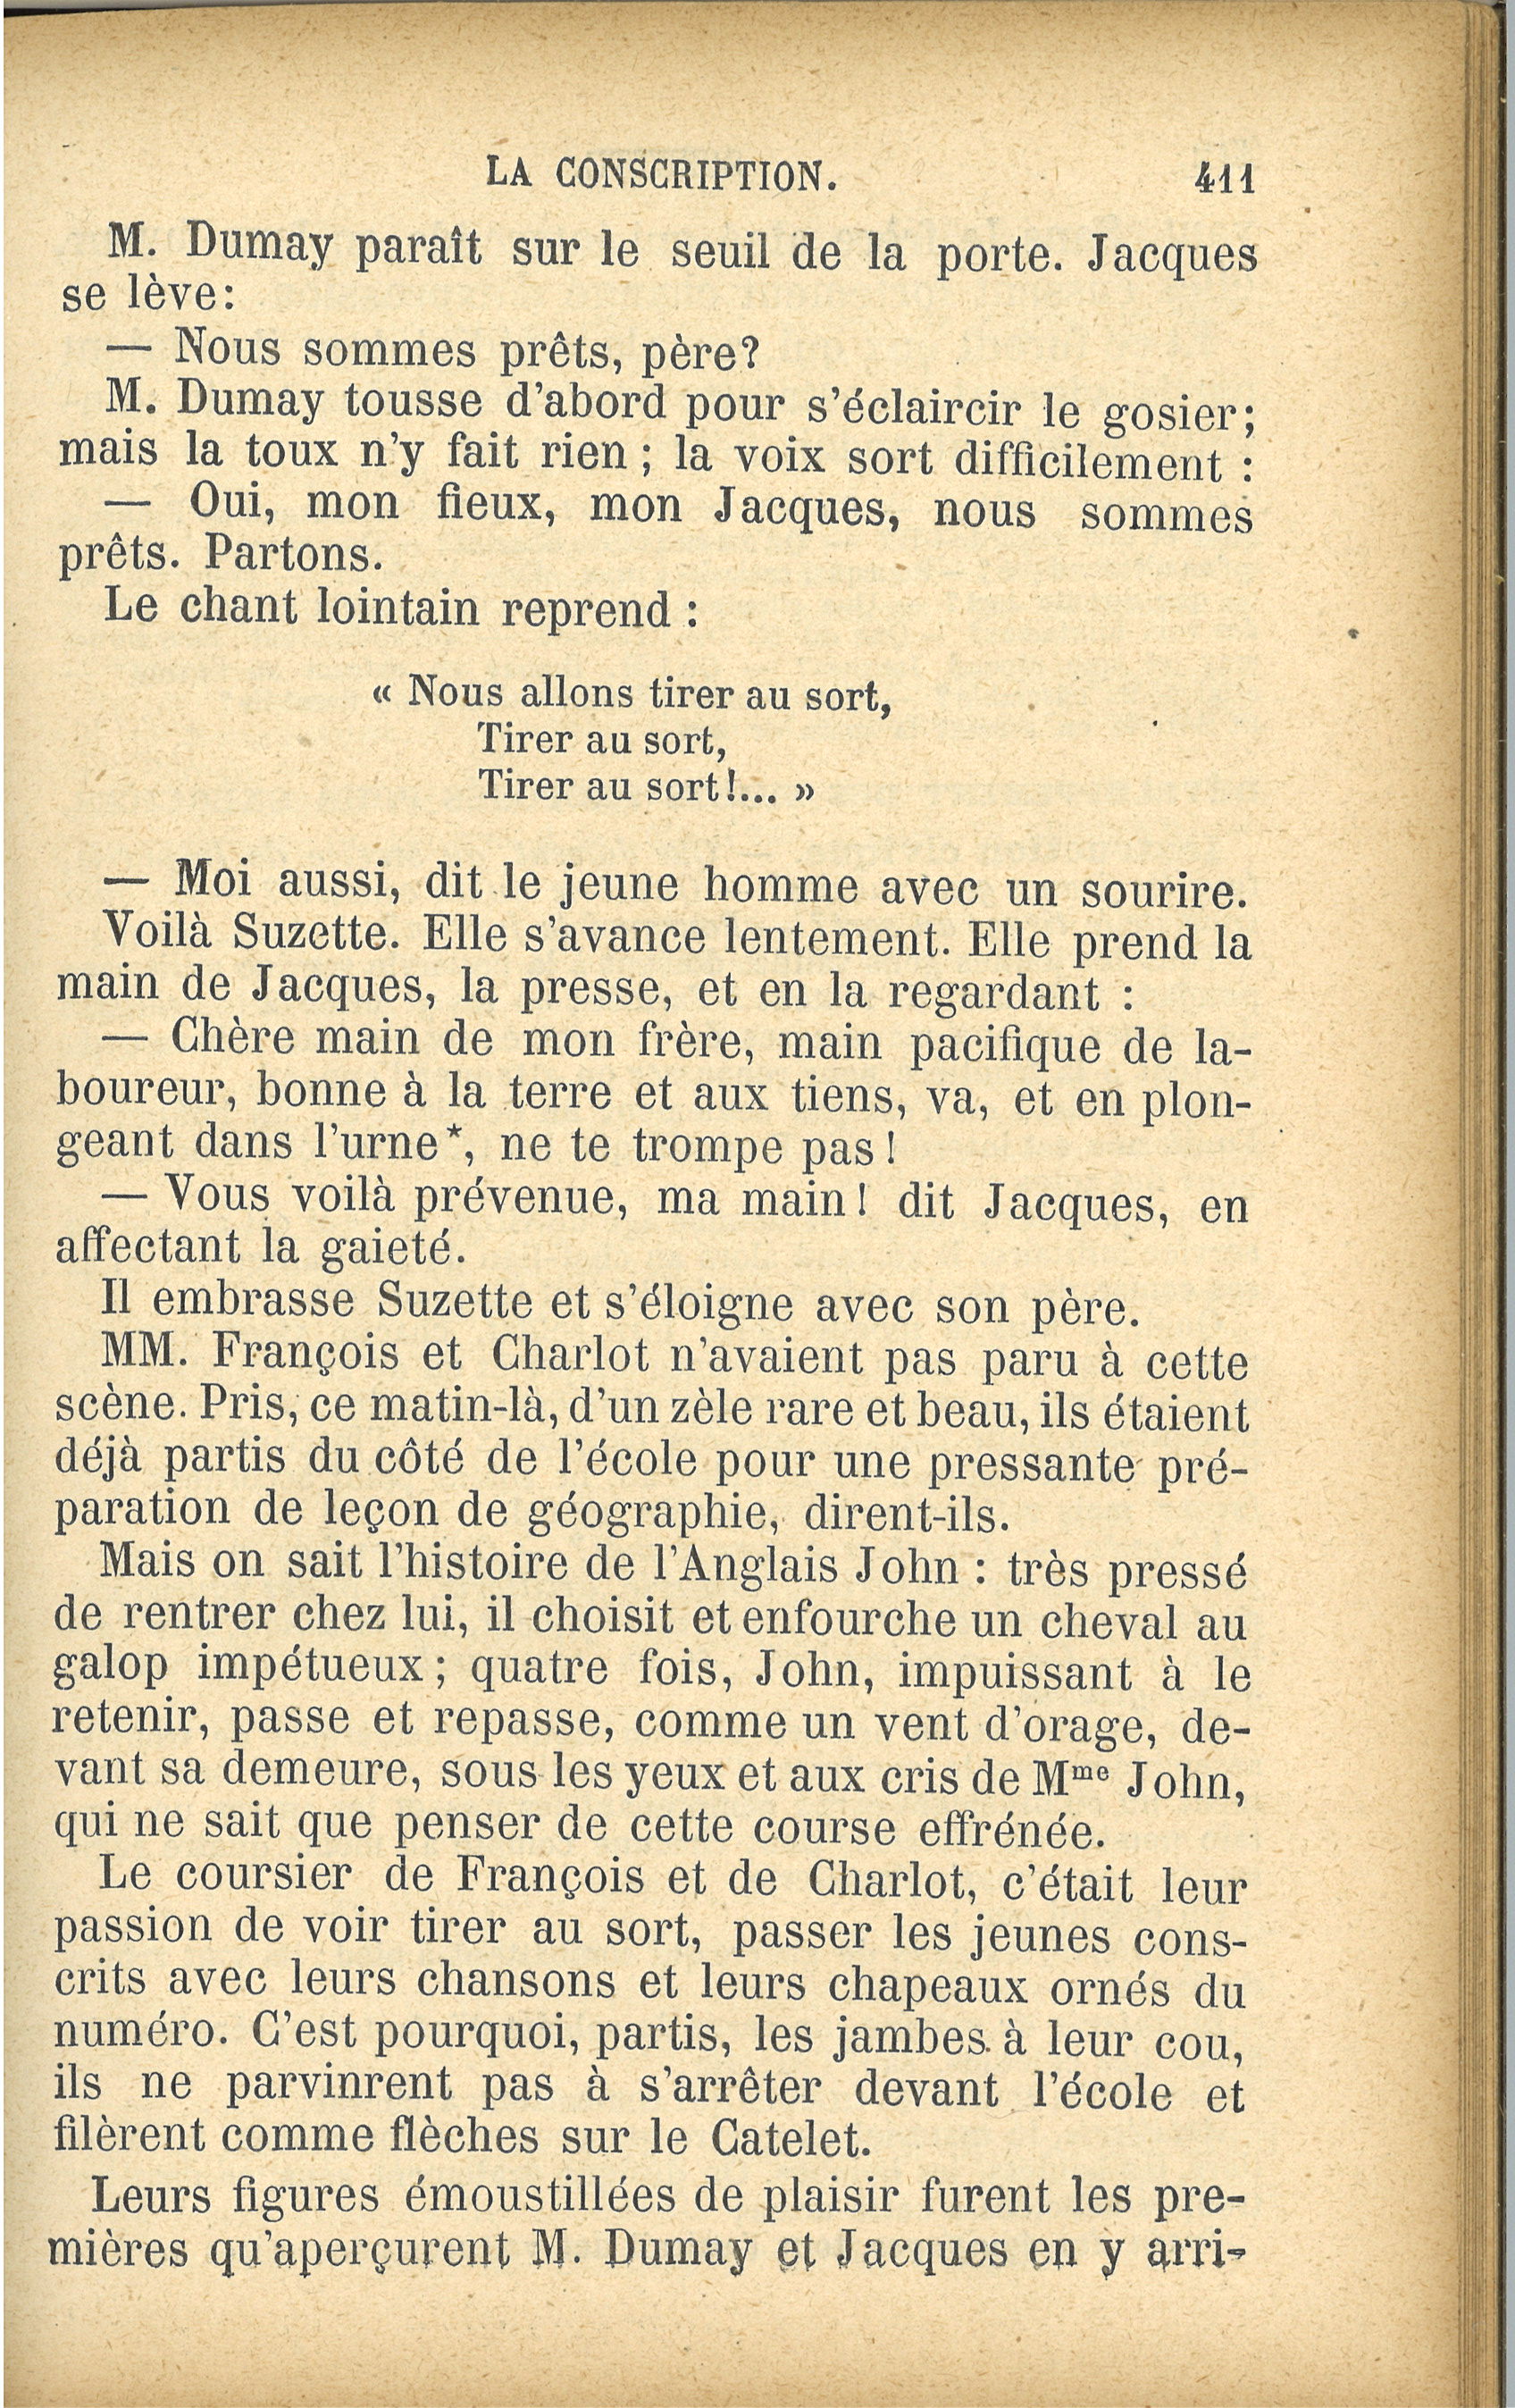 LA CONSCRIPTION. 411
M. Dumay paraît sur le seuil de la porte. Jacques
se lève:
— Nous sommes prêts, père?
M. Dumay tousse d'abord pour s'éclaircir le gosier;
mais la toux n'y fait rien ; la voix sort difficilement :
— Oui, mon fieux, mon Jacques, nous sommes
prêts. Partons.
Le chant lointain reprend :
« Nous allons tirer au sort,
Tirer au sort,
Tirer au sort!... »
— Moi aussi, dit le jeune homme avec un sourire.
Voilà Suzette. Elle s'avance lentement. Elle prend la
main de Jacques, la presse, et en la regardant :
— Chère main de mon frère, main pacifique de la-
boureur, bonne à la terre et aux tiens, va, et en plon-
geant dans l'urne*, ne te trompe pas !
— Vous voilà prévenue, ma main! dit Jacques, en
affectant la gaieté.
Il embrasse Suzette et s'éloigne avec son père.
MM. François et Charlot n'avaient pas paru à cette
scène. Pris, ce matin-là, d'un zèle rare et beau, ils étaient
déjà partis du côté de l'école pour une pressante pré-
paration de leçon de géographie, dirent-ils.
Mais on sait l'histoire de l'Anglais John : très pressé
de rentrer chez lui, il choisit et enfourche un cheval au
galop impétueux ; quatre fois, John, impuissant à le
retenir, passe et repasse, comme un vent d'orage, de-
vant sa demeure, sous les yeux et aux cris de Mme John,
qui ne sait que penser de cette course effrénée.
Le coursier de François et de Charlot, c'était leur
passion de voir tirer au sort, passer les jeunes cons-
crits avec leurs chansons et leurs chapeaux ornés du
numéro. C'est pourquoi, partis, les jambes à leur cou,
ils ne parvinrent pas à s'arrêter devant l'école et
filèrent comme flèches sur le Catelet.
Leurs figures émoustillées de plaisir furent les pre-
mières qu'aperçurent M. Dumay et Jacques en y arri-